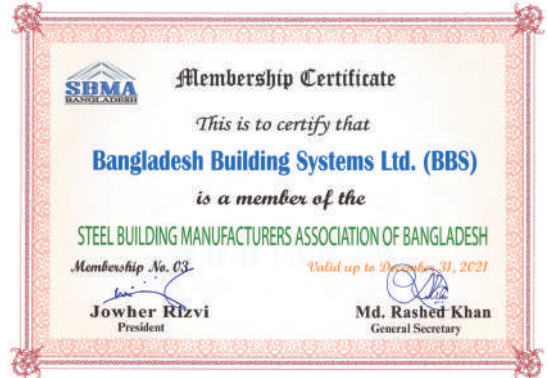 SBMA
BANGLADESH
Membership Certificate
This is to certify that
Bangladesh Building Systems Ltd. (BBS)
is a member of the
STEEL BUILDING MANUFACTURERS ASSOCIATION OF BANGLADESH
Membership No. 03
Valid up to December 31, 2021
Jowher Rizvi
President
Md. Rashed Khan
General Secretary